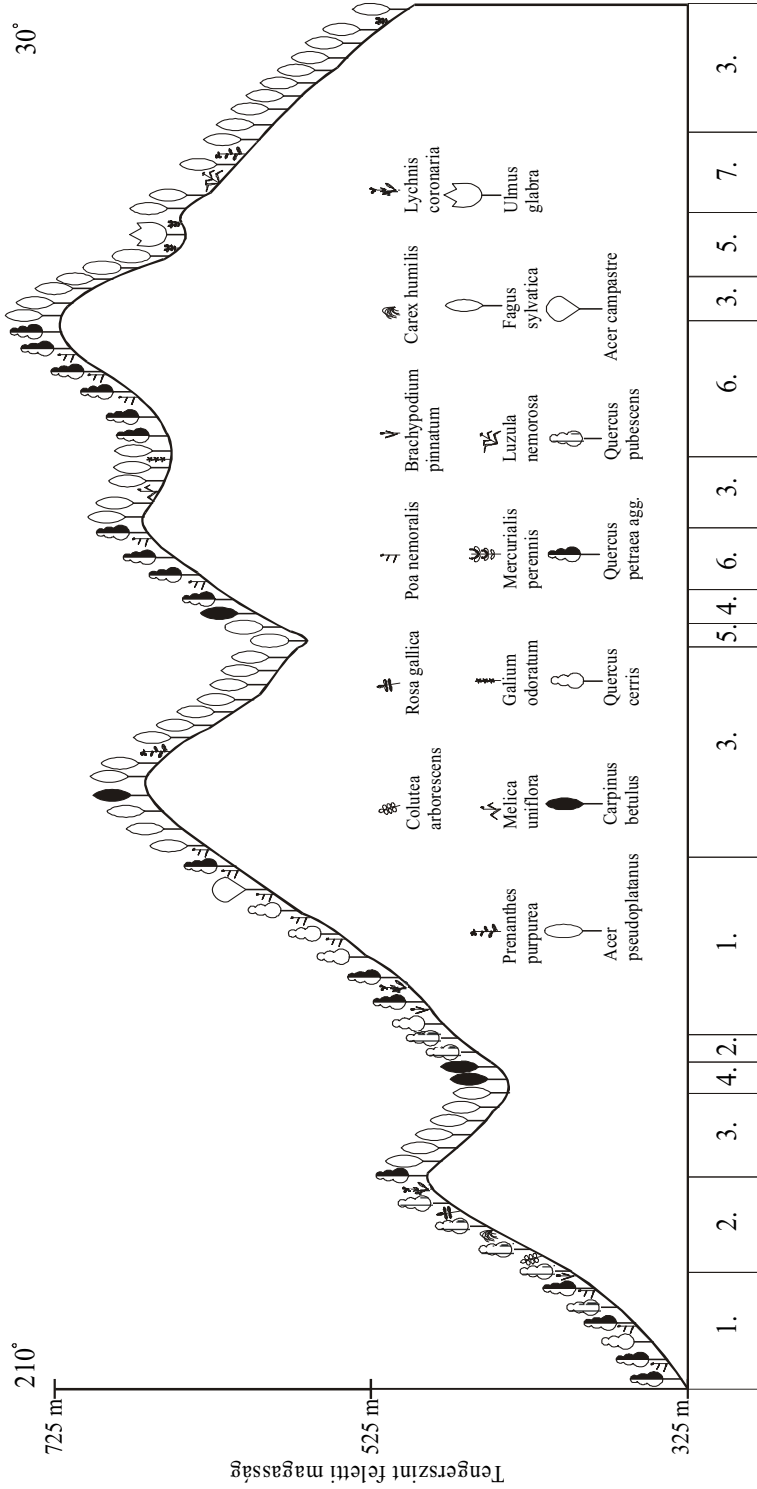 210°
30°
725 m
525 m
325 m
Tengerszint feletti magasság
Colutea
arborescens
Rosa gallica
Poa nemoralis
Brachypodium
pinnatum
Carex humilis
Lychnis
coronaria
Prenanthes
purpurea
Melica
uniflora
Galium
odoratum
Mercurialis
perennis
Luzula
nemorosa
Fagus
sylvatica
Ulmus
glabra
Acer
pseudoplatanus
Carpinus
betulus
Quercus
cerris
Quercus
petraea agg.
Quercus
pubescens
Acer campastre
1. 2. 3. 4. 2. 1. 3. 5. 4. 6. 3. 6. 3. 5. 7. 3.